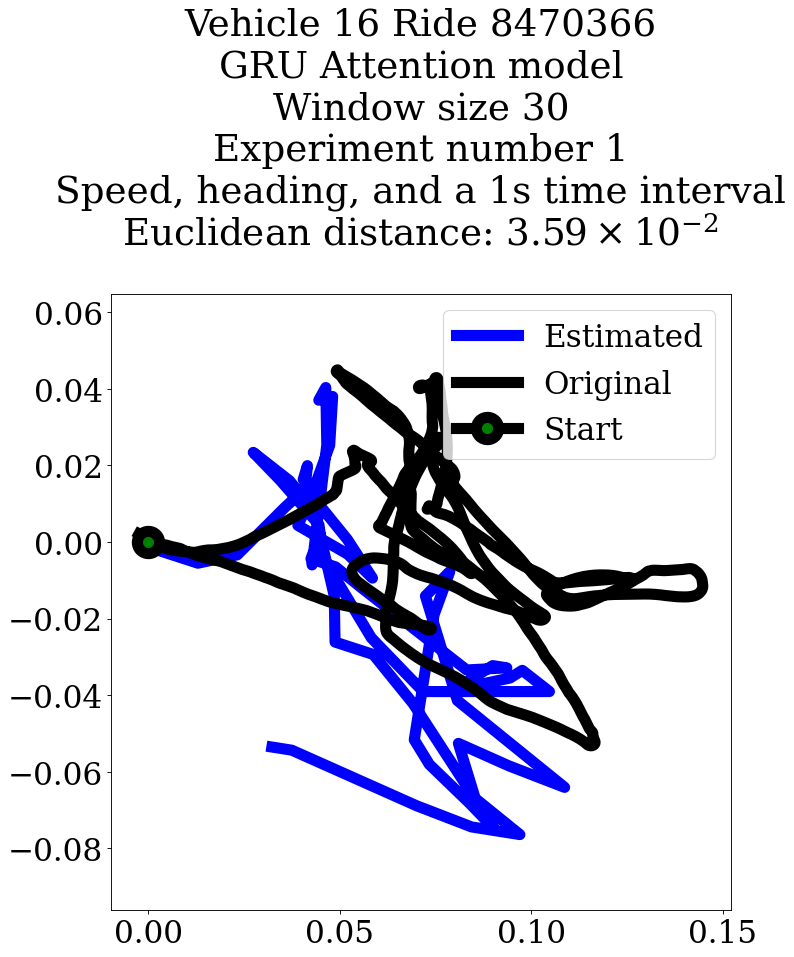 Vehicle 16 Ride 8470366
GRU Attention model
Window size 30
Experiment number 1
Speed, heading, and a 1s time interval
Euclidean distance: 3.59 × 10⁻²
0.06
0.04
0.02
0.00
−0.02
−0.04
−0.06
−0.08
Estimated
Original
Start
0.00 0.05 0.10 0.15